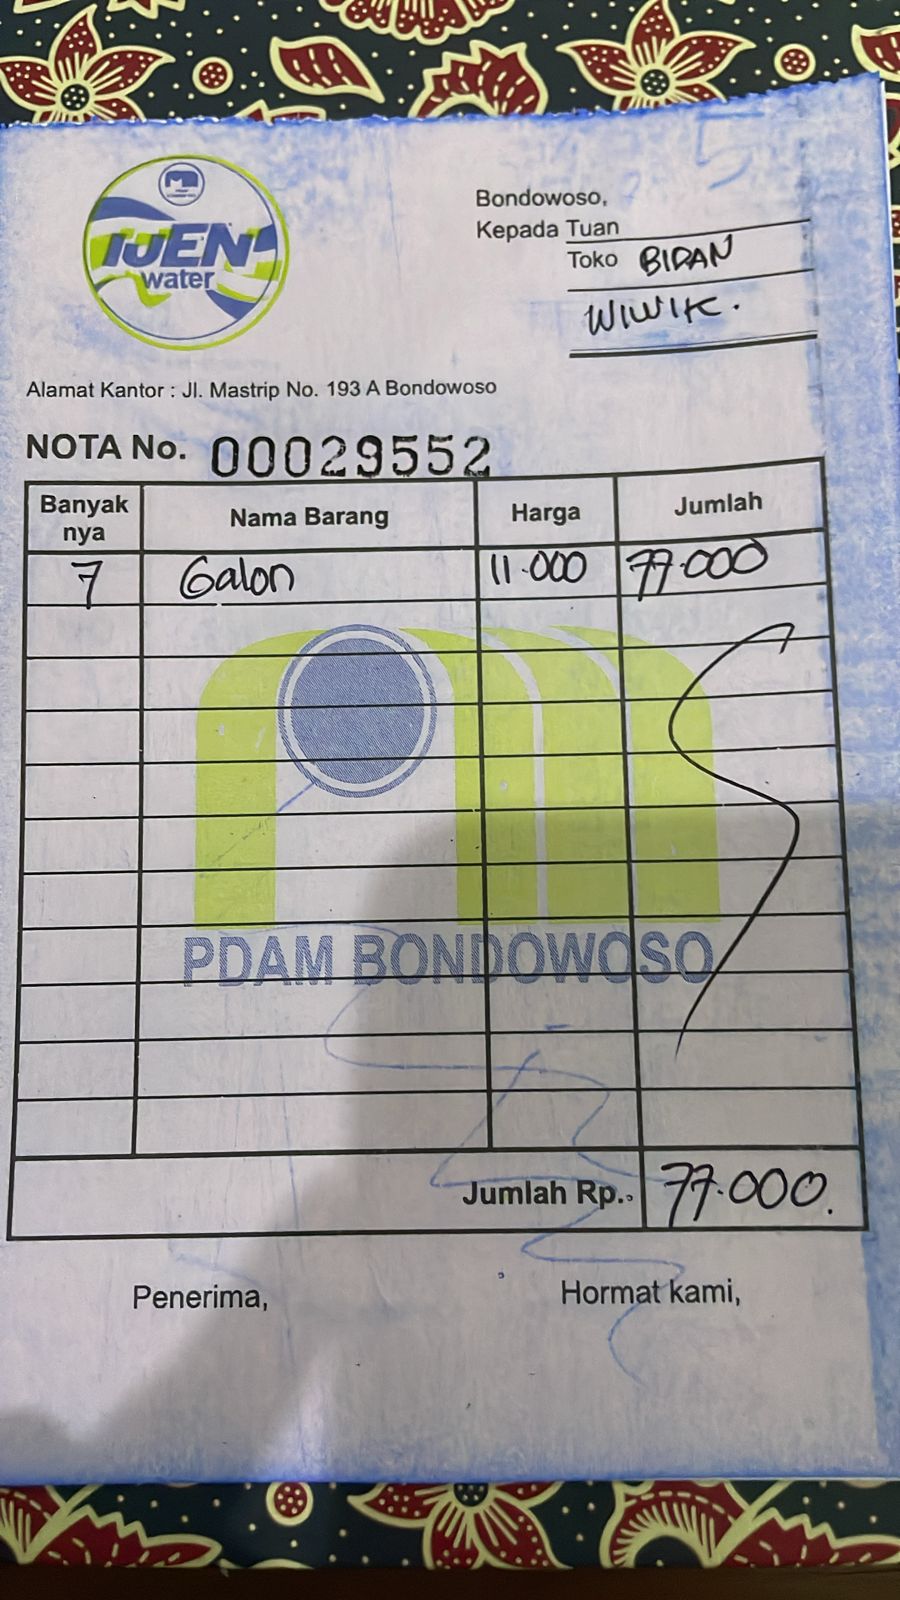 IJEN
water
Bondowoso,
Kepada Tuan
Toko BIDAN
WIWIK.
Alamat Kantor : Jl. Mastrip No. 193 A Bondowoso
NOTA No. 00029552
Banyak nya Nama Barang Harga Jumlah
7 Galon 11.000 77.000
PDAM BONDOWOSO
Jumlah Rp.. 77.000.
Penerima, Hormat kami,